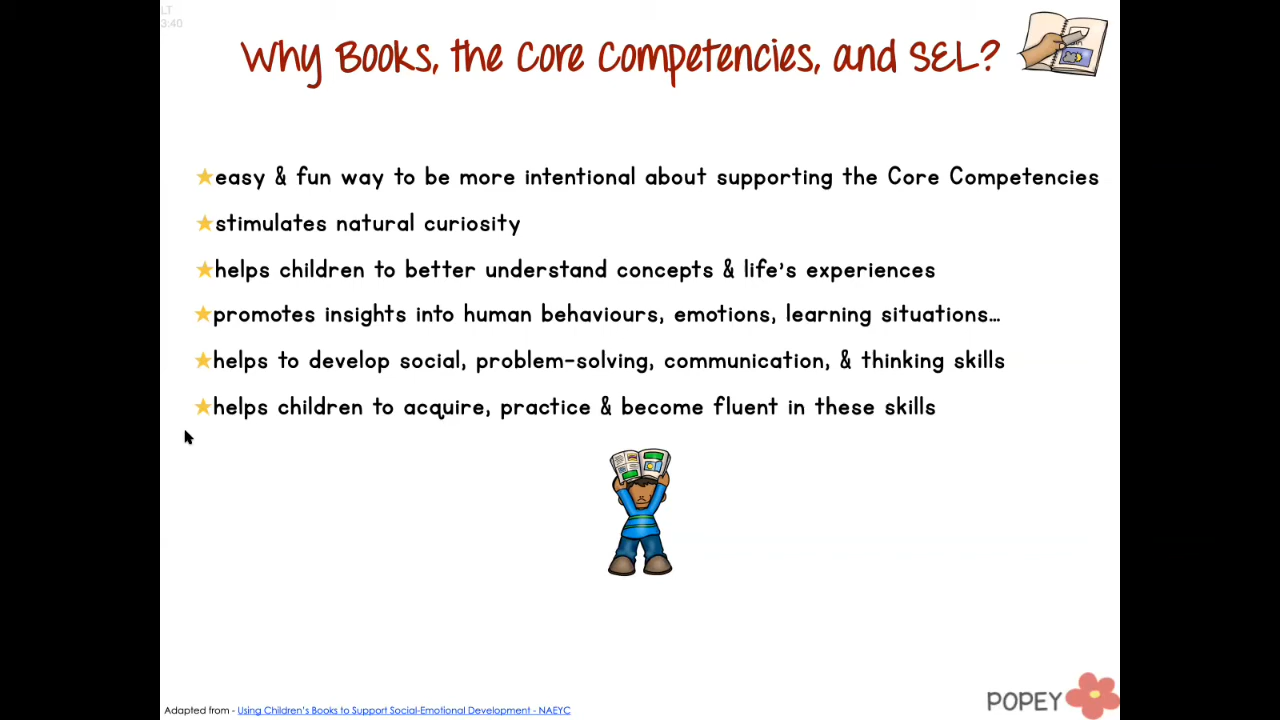 LT
3:40
Why Books, the Core Competencies, and SEL?
★easy & fun way to be more intentional about supporting the Core Competencies
★stimulates natural curiosity
★helps children to better understand concepts & life's experiences
★promotes insights into human behaviours, emotions, learning situations...
★helps to develop social, problem-solving, communication, & thinking skills
★helps children to acquire, practice & become fluent in these skills
Adapted from - Using Children's Books to Support Social-Emotional Development - NAEYC
POPEY